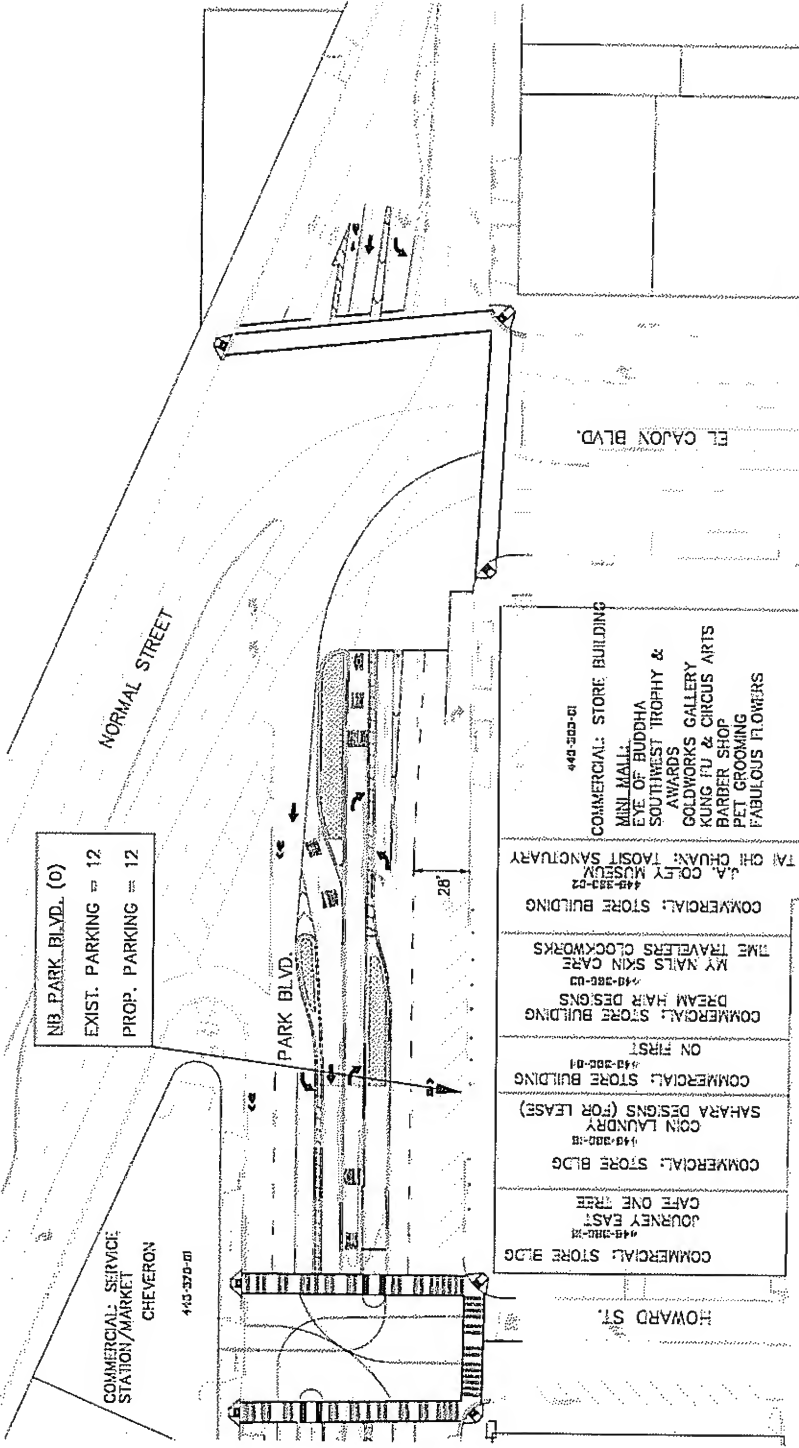 NORMAL STREET
NB PARK BLVD. (0)
EXIST. PARKING = 12
PROP. PARKING = 12
PARK BLVD.
COMMERCIAL: SERVICE
STATION/MARKET
CHEVERON
EL CAJON BLVD.
28'
COMMERCIAL: STORE BUILDING
MINI MALL:
EYE OF BUDDHA
SOUTHWEST TROPHY &
AWARDS
GOLDWORKS GALLERY
KUNG FU & CIRCUS ARTS
BARBER SHOP
PET GROOMING
FABULOUS FLOWERS
COMMERCIAL: STORE BUILDING
J.A. COLEY MUSEUM
TAI CHI CHUAN: TAOSIT SANCTUARY
COMMERCIAL: STORE BUILDING
DREAM HAIR DESIGNS
MY NAILS SKIN CARE
TIME TRAVELERS CLOCKWORKS
COMMERCIAL: STORE BUILDING
ON FIRST
COMMERCIAL: STORE BLDG
COIN LAUNDRY
SAHARA DESIGNS (FOR LEASE)
COMMERCIAL: STORE BLDG
JOURNEY EAST
CAFE ONE TREE
HOWARD ST.